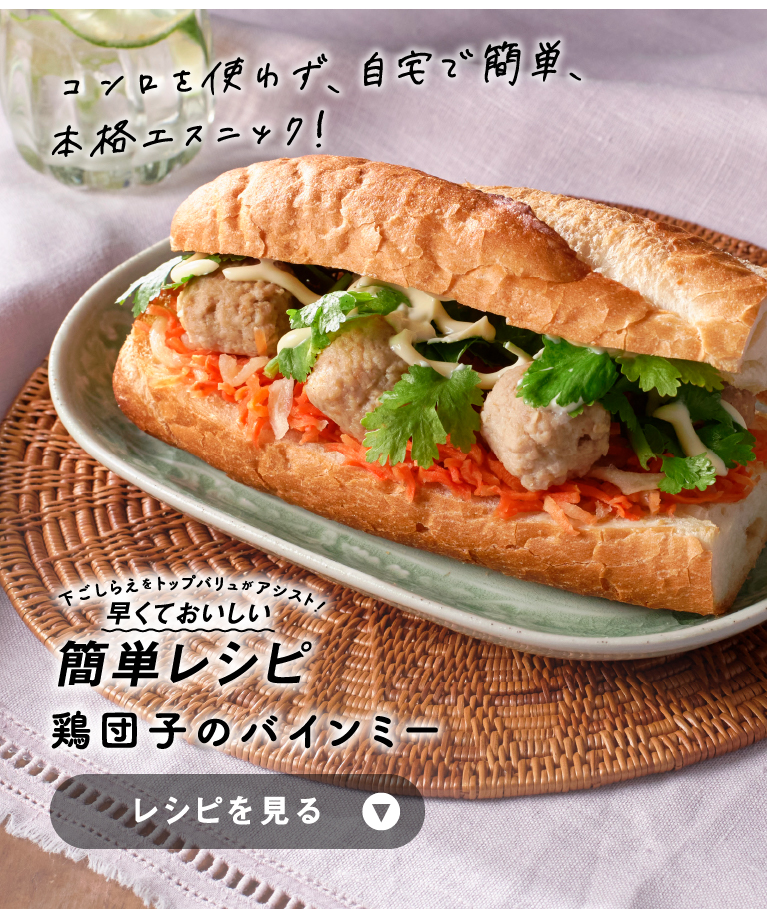 コンロを使わず、自宅で簡単、
本格エスニック!
下ごしらえをトップバリュがアシスト!
早くておいしい
簡単レシピ
鶏団子のバインミー
レシピを見る